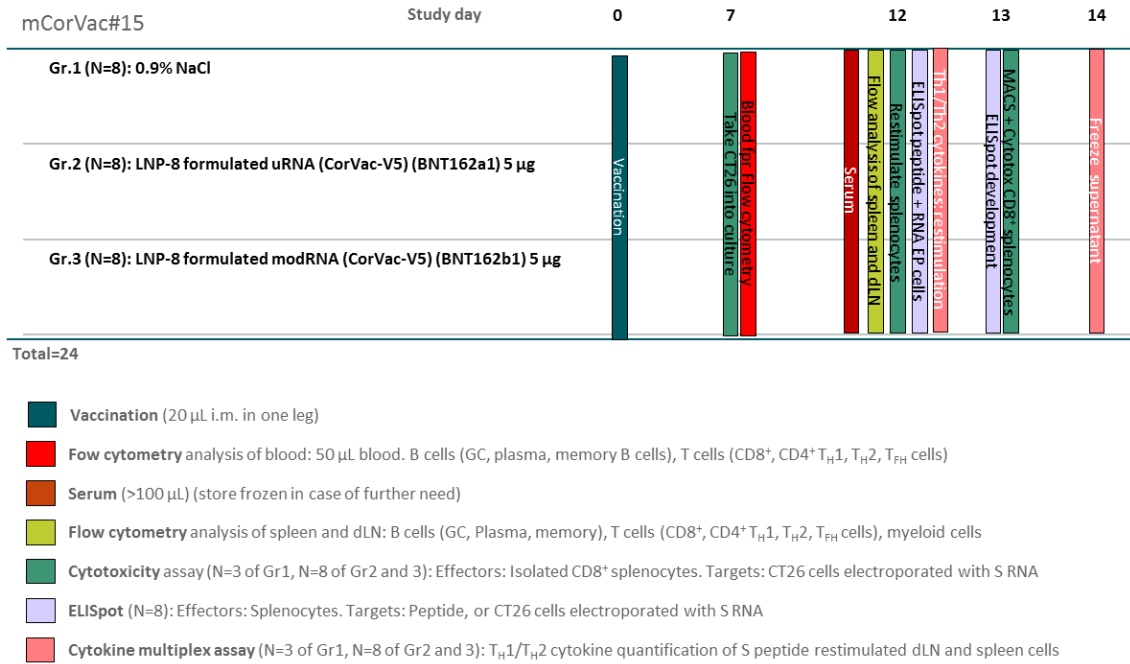 mCorVac#15
Study day
0
7
12
13
14
Gr.1 (N=8): 0.9% NaCl
Gr.2 (N=8): LNP-8 formulated uRNA (CorVac-V5) (BNT162a1) 5 µg
Gr.3 (N=8): LNP-8 formulated modRNA (CorVac-V5) (BNT162b1) 5 µg
Vaccination
Take CT26 into culture
Blood fpr Flow cytometry
Serum
Flow analysis of spleen and dLN
Restimulate splenocytes
ELISpot peptide + RNA EP cells
Th1/Th2 cytokines: restimulation
ELISpot development
MACS + Cytotox CD8⁺ splenocytes
Freeze supernatant
Total=24
Vaccination (20 µL i.m. in one leg)
Fow cytometry analysis of blood: 50 µL blood. B cells (GC, plasma, memory B cells), T cells (CD8⁺, CD4⁺ T_H1, T_H2, T_FH cells)
Serum (>100 µL) (store frozen in case of further need)
Flow cytometry analysis of spleen and dLN: B cells (GC, Plasma, memory), T cells (CD8⁺, CD4⁺ T_H1, T_H2, T_FH cells), myeloid cells
Cytotoxicity assay (N=3 of Gr1, N=8 of Gr2 and 3): Effectors: Isolated CD8⁺ splenocytes. Targets: CT26 cells electroporated with S RNA
ELISpot (N=8): Effectors: Splenocytes. Targets: Peptide, or CT26 cells electroporated with S RNA
Cytokine multiplex assay (N=3 of Gr1, N=8 of Gr2 and 3): T_H1/T_H2 cytokine quantification of S peptide restimulated dLN and spleen cells